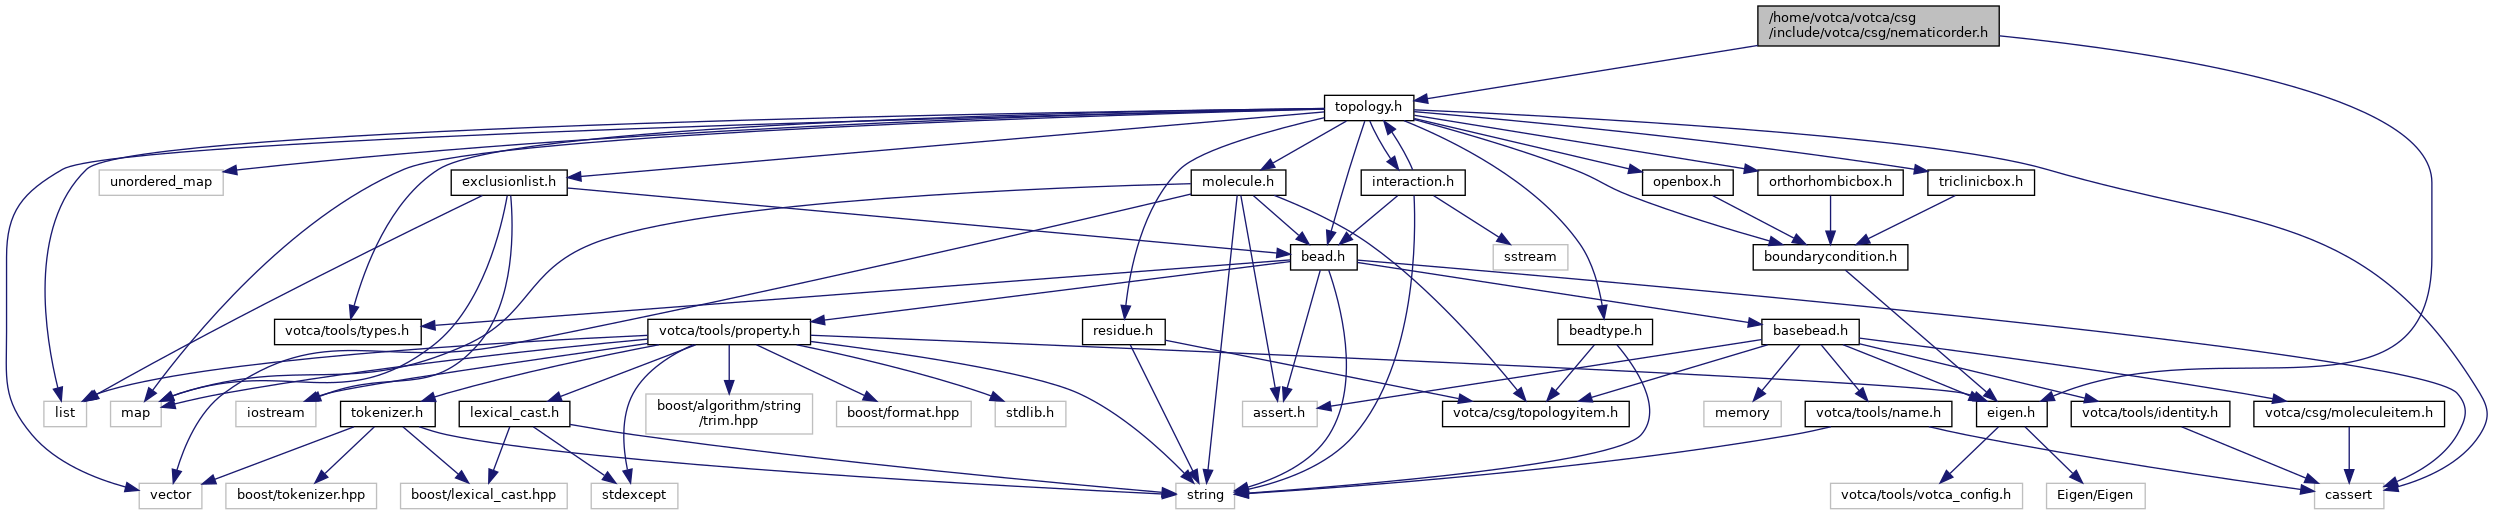 /home/votca/votca/csg
/include/votca/csg/nematicorder.h
topology.h
unordered_map
exclusionlist.h
molecule.h
interaction.h
openbox.h
orthorhombicbox.h
triclinicbox.h
bead.h
sstream
boundarycondition.h
votca/tools/types.h
votca/tools/property.h
residue.h
beadtype.h
basebead.h
list
map
iostream
tokenizer.h
lexical_cast.h
boost/algorithm/string
/trim.hpp
boost/format.hpp
stdlib.h
assert.h
votca/csg/topologyitem.h
memory
votca/tools/name.h
eigen.h
votca/tools/identity.h
votca/csg/moleculeitem.h
vector
boost/tokenizer.hpp
boost/lexical_cast.hpp
stdexcept
string
votca/tools/votca_config.h
Eigen/Eigen
cassert